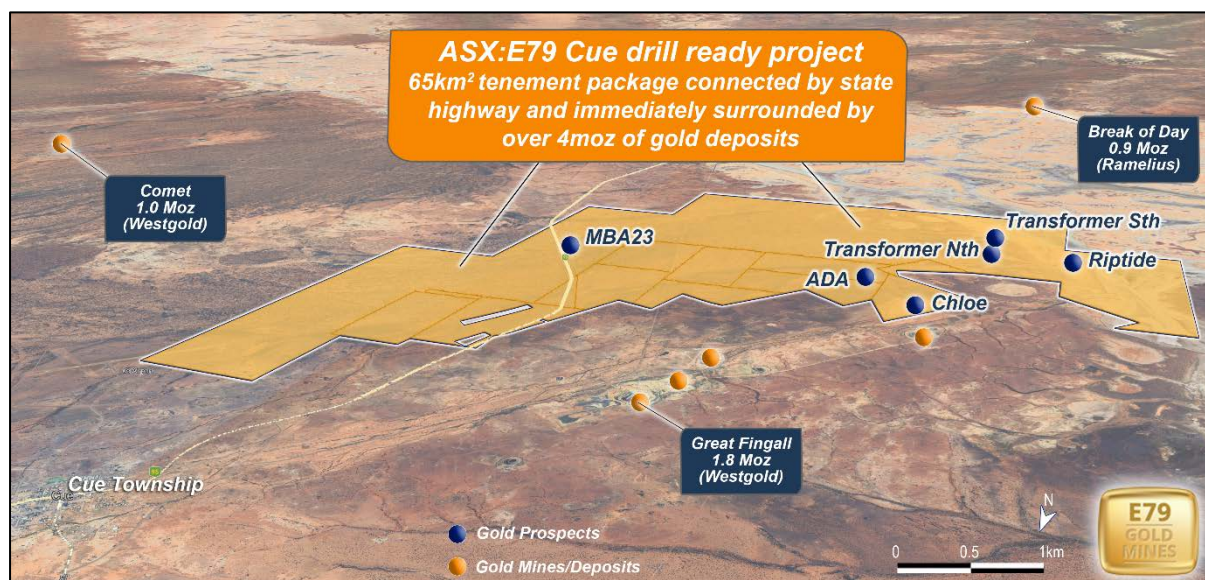 ASX:E79 Cue drill ready project
65km² tenement package connected by state
highway and immediately surrounded by
over 4moz of gold deposits
Comet
1.0 Moz
(Westgold)
Break of Day
0.9 Moz
(Ramelius)
MBA23
Transformer Sth
Transformer Nth
Riptide
ADA
Chloe
Great Fingall
1.8 Moz
(Westgold)
Cue Township
Cue
95
Gold Prospects
Gold Mines/Deposits
N
0 0.5 1km
E79
GOLD
MINES